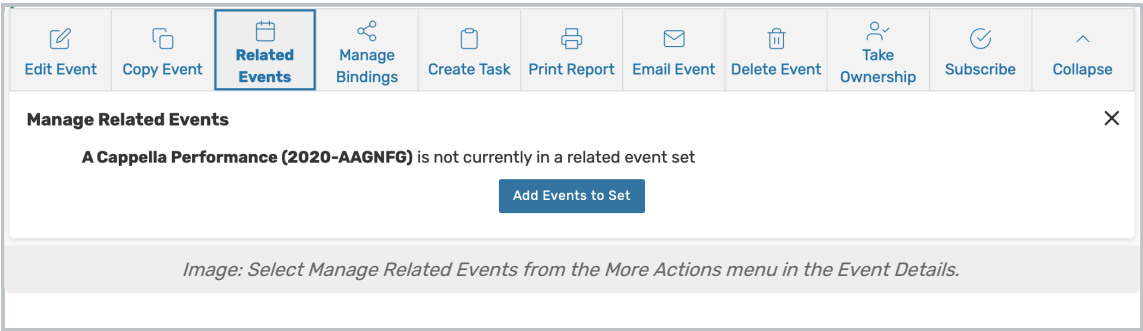 Edit Event
Copy Event
Related
Events
Manage
Bindings
Create Task
Print Report
Email Event
Delete Event
Take
Ownership
Subscribe
Collapse
Manage Related Events
A Cappella Performance (2020-AAGNFG) is not currently in a related event set
Add Events to Set
Image: Select Manage Related Events from the More Actions menu in the Event Details.